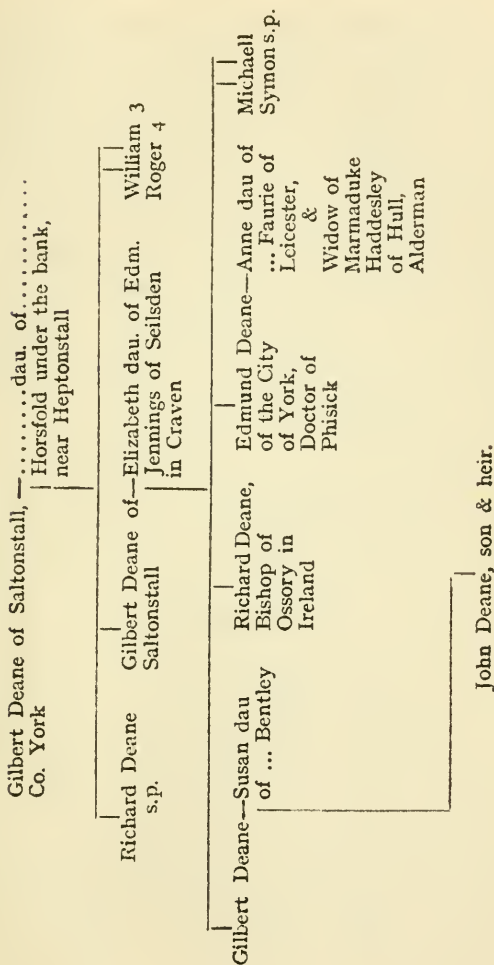 Gilbert Deane of Saltonstall, —........dau. of.............
Co. York
Horsfold under the bank,
near Heptonstall
Richard Deane
s.p.
Gilbert Deane of—Elizabeth dau. of Edm.
Saltonstall
Jennings of Seilsden
in Craven
William 3
Roger 4
Gilbert Deane—Susan dau
of ... Bentley
Richard Deane,
Bishop of
Ossory in
Ireland
Edmund Deane—Anne dau of
of the City
of York,
Doctor of
Phisick
... Faurie of
Leicester,
&
Widow of
Marmaduke
Haddesley
of Hull,
Alderman
Michaell
Symon s.p.
John Deane, son & heir.